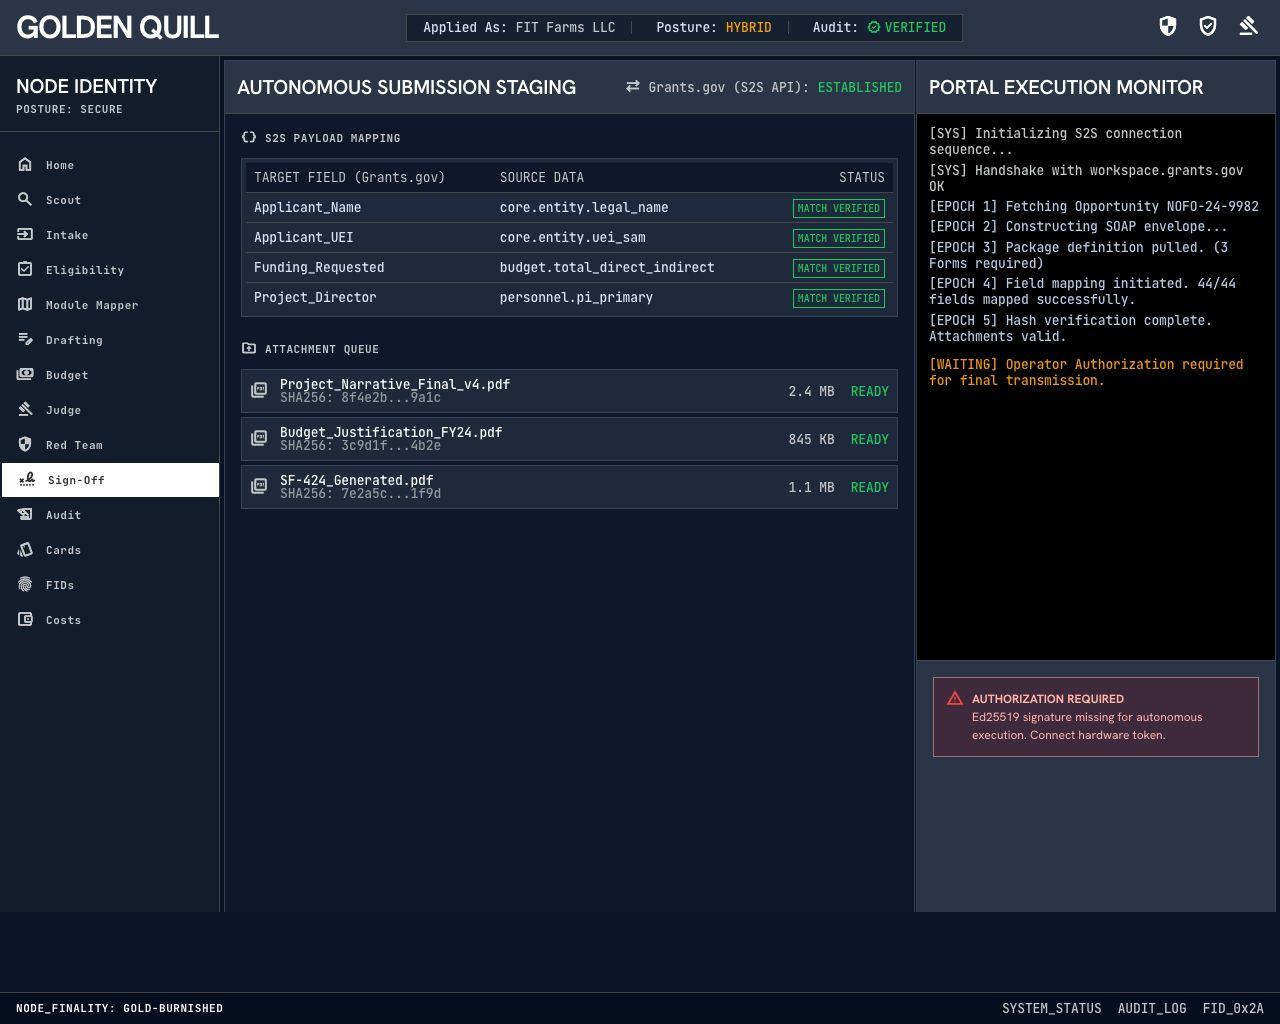 GOLDEN QUILL
Applied As: FIT Farms LLC
Posture: HYBRID
Audit: VERIFIED
NODE IDENTITY
POSTURE: SECURE
Home
Scout
Intake
Eligibility
Module Mapper
Drafting
Budget
Judge
Red Team
Sign-Off
Audit
Cards
FIDs
Costs
AUTONOMOUS SUBMISSION STAGING
Grants.gov (S2S API): ESTABLISHED
S2S PAYLOAD MAPPING
TARGET FIELD (Grants.gov) SOURCE DATA STATUS
Applicant_Name core.entity.legal_name MATCH VERIFIED
Applicant_UEI core.entity.uei_sam MATCH VERIFIED
Funding_Requested budget.total_direct_indirect MATCH VERIFIED
Project_Director personnel.pi_primary MATCH VERIFIED
ATTACHMENT QUEUE
Project_Narrative_Final_v4.pdf
SHA256: 8f4e2b...9a1c
2.4 MB READY
Budget_Justification_FY24.pdf
SHA256: 3c9d1f...4b2e
845 KB READY
SF-424_Generated.pdf
SHA256: 7e2a5c...1f9d
1.1 MB READY
PORTAL EXECUTION MONITOR
[SYS] Initializing S2S connection
sequence...
[SYS] Handshake with workspace.grants.gov
OK
[EPOCH 1] Fetching Opportunity NOFO-24-9982
[EPOCH 2] Constructing SOAP envelope...
[EPOCH 3] Package definition pulled. (3
Forms required)
[EPOCH 4] Field mapping initiated. 44/44
fields mapped successfully.
[EPOCH 5] Hash verification complete.
Attachments valid.
[WAITING] Operator Authorization required
for final transmission.
AUTHORIZATION REQUIRED
Ed25519 signature missing for autonomous
execution. Connect hardware token.
NODE_FINALITY: GOLD-BURNISHED
SYSTEM_STATUS AUDIT_LOG FID_0x2A